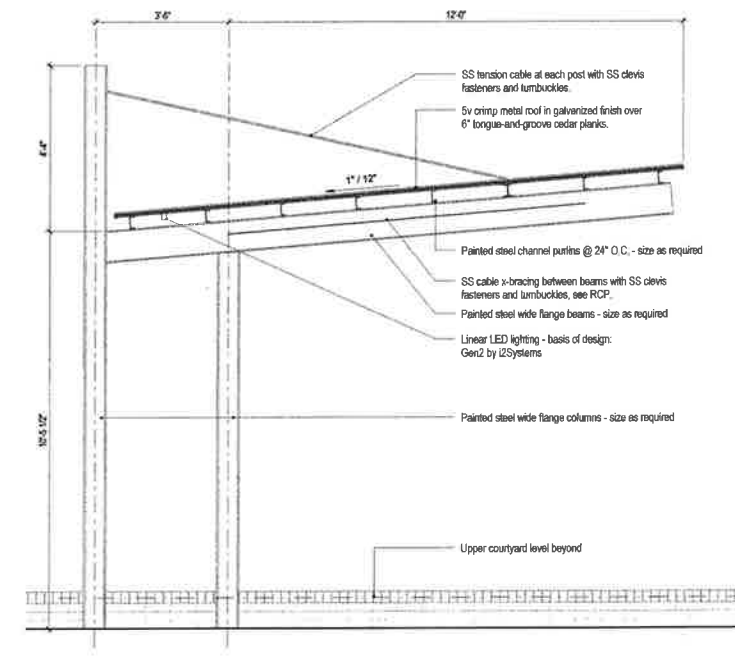 3'-6"
12'-0"
SS tension cable at each post with SS clevis
fasteners and turnbuckles.
5v crimp metal roof in galvanized finish over
6" tongue-and-groove cedar planks.
4'-4"
1" / 12"
Painted steel channel purlins @ 24" O.C. - size as required
SS cable x-bracing between beams with SS clevis
fasteners and turnbuckles, see RCP.
Painted steel wide flange beams - size as required
Linear LED lighting - basis of design:
Gen2 by i2Systems
10'-5 1/2"
Painted steel wide flange columns - size as required
Upper courtyard level beyond